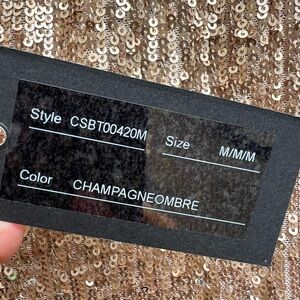 Style CSBT00420M Size M/M/M
Color CHAMPAGNEOMBRE